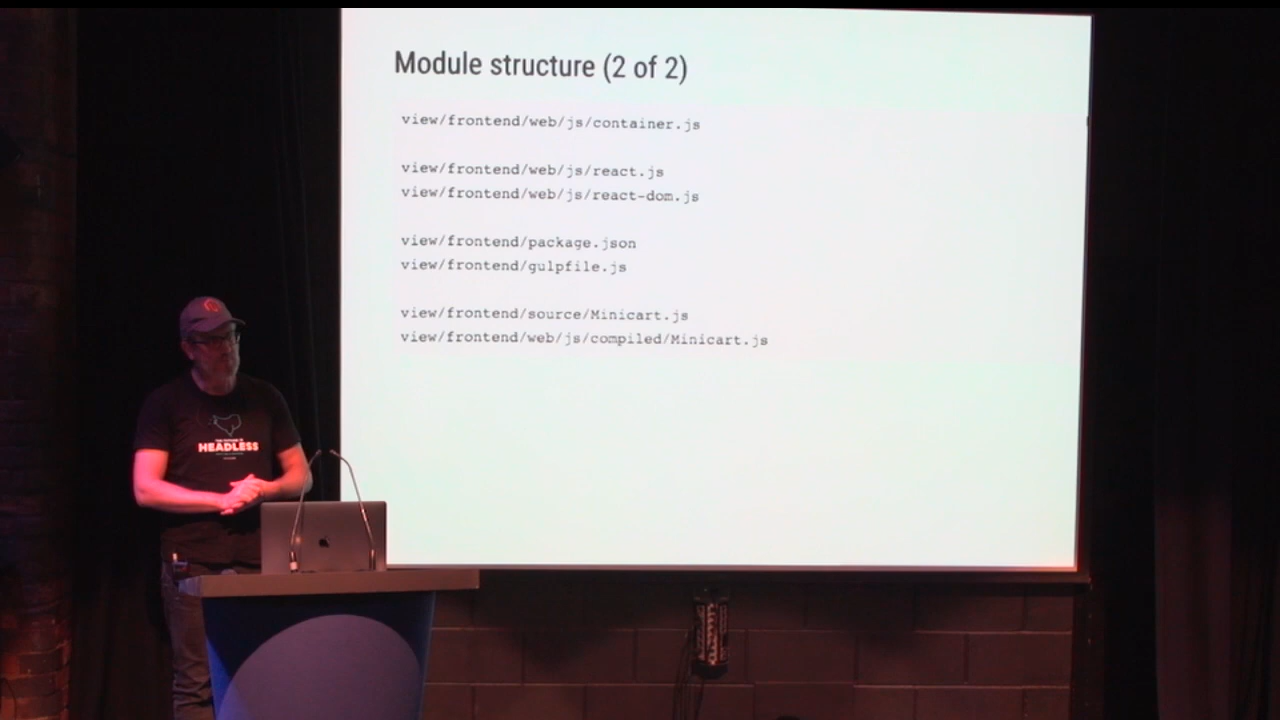 Module structure (2 of 2)
view/frontend/web/js/container.js
view/frontend/web/js/react.js
view/frontend/web/js/react-dom.js
view/frontend/package.json
view/frontend/gulpfile.js
view/frontend/source/Minicart.js
view/frontend/web/js/compiled/Minicart.js
HEADLESS